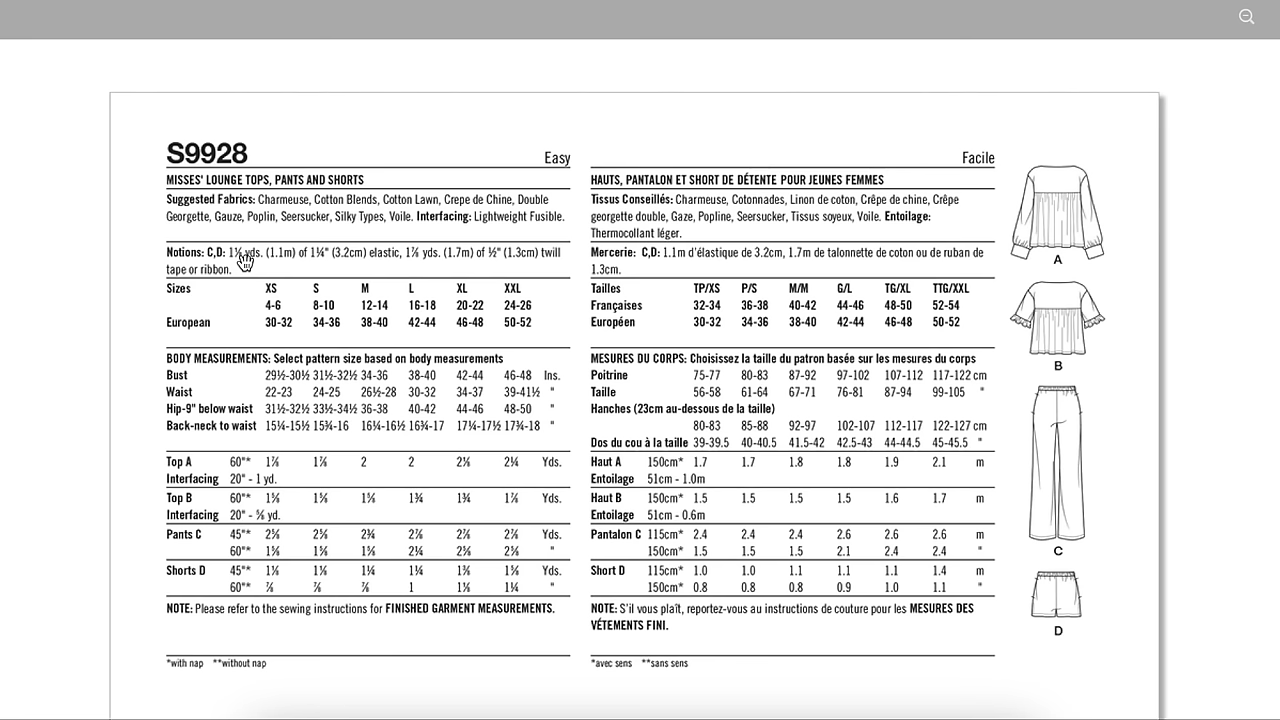 S9928 Easy
MISSES' LOUNGE TOPS, PANTS AND SHORTS
Suggested Fabrics: Charmeuse, Cotton Blends, Cotton Lawn, Crepe de Chine, Double
Georgette, Gauze, Poplin, Seersucker, Silky Types, Voile. Interfacing: Lightweight Fusible.
Notions: C,D: yds. (1.1m) of 1¼" (3.2cm) elastic, 1⅞ yds. (1.7m) of ½" (1.3cm) twill
tape or ribbon.
Sizes XS S M L XL XXL
4-6 8-10 12-14 16-18 20-22 24-26
European 30-32 34-36 38-40 42-44 46-48 50-52
BODY MEASUREMENTS: Select pattern size based on body measurements
Bust 29½-30½ 31½-32½ 34-36 38-40 42-44 46-48 Ins.
Waist 22-23 24-25 26½-28 30-32 34-37 39-41½ "
Hip-9" below waist 31½-32½ 33½-34½ 36-38 40-42 44-46 48-50 "
Back-neck to waist 15¼-15½ 15¾-16 16¼-16½ 16¾-17 17¼-17½ 17¾-18 "
Top A 60"* 1⅞ 1⅞ 2 2 2⅛ 2¼ Yds.
Interfacing 20" - 1 yd.
Top B 60"* 1⅝ 1⅝ 1⅝ 1¾ 1¾ 1⅞ Yds.
Interfacing 20" - ⅝ yd.
Pants C 45"* 2⅝ 2⅝ 2¾ 2⅞ 2⅞ 2⅞ Yds.
60"* 1⅝ 1⅝ 1⅝ 2¼ 2⅝ 2⅝ "
Shorts D 45"* 1⅛ 1⅛ 1¼ 1¼ Yds.
60"* ⅞ ⅞ ⅞ 1 1⅛ 1¼ "
NOTE: Please refer to the sewing instructions for FINISHED GARMENT MEASUREMENTS.
*with nap **without nap
Facile
HAUTS, PANTALON ET SHORT DE DÉTENTE POUR JEUNES FEMMES
Tissus Conseillés: Charmeuse, Cotonnades, Linon de coton, Crêpe de chine, Crêpe
georgette double, Gaze, Popline, Seersucker, Tissus soyeux, Voile. Entoilage:
Thermocollant léger.
Mercerie: C,D: 1.1m d'élastique de 3.2cm, 1.7m de talonnette de coton ou de ruban de
1.3cm.
Tailles TP/XS P/S M/M G/L TG/XL TTG/XXL
Françaises 32-34 36-38 40-42 44-46 48-50 52-54
Européen 30-32 34-36 38-40 42-44 46-48 50-52
MESURES DU CORPS: Choisissez la taille du patron basée sur les mesures du corps
Poitrine 75-77 80-83 87-92 97-102 107-112 117-122 cm
Taille 56-58 61-64 67-71 76-81 87-94 99-105 "
Hanches (23cm au-dessous de la taille)
80-83 85-88 92-97 102-107 112-117 122-127 cm
Dos du cou à la taille 39-39.5 40-40.5 41.5-42 42.5-43 44-44.5 45-45.5 "
Haut A 150cm* 1.7 1.7 1.8 1.8 1.9 2.1 m
Entoilage 51cm - 1.0m
Haut B 150cm* 1.5 1.5 1.5 1.5 1.6 1.7 m
Entoilage 51cm - 0.6m
Pantalon C 115cm* 2.4 2.4 2.4 2.6 2.6 2.6 m
150cm* 1.5 1.5 1.5 2.1 2.4 2.4 "
Short D 115cm* 1.0 1.0 1.1 1.1 1.1 1.4 m
150cm* 0.8 0.8 0.8 0.9 1.0 1.1 "
NOTE: S'il vous plaît, reportez-vous au instructions de couture pour les MESURES DES
VÉTEMENTS FINI.
*avec sens **sans sens
A
B
C
D